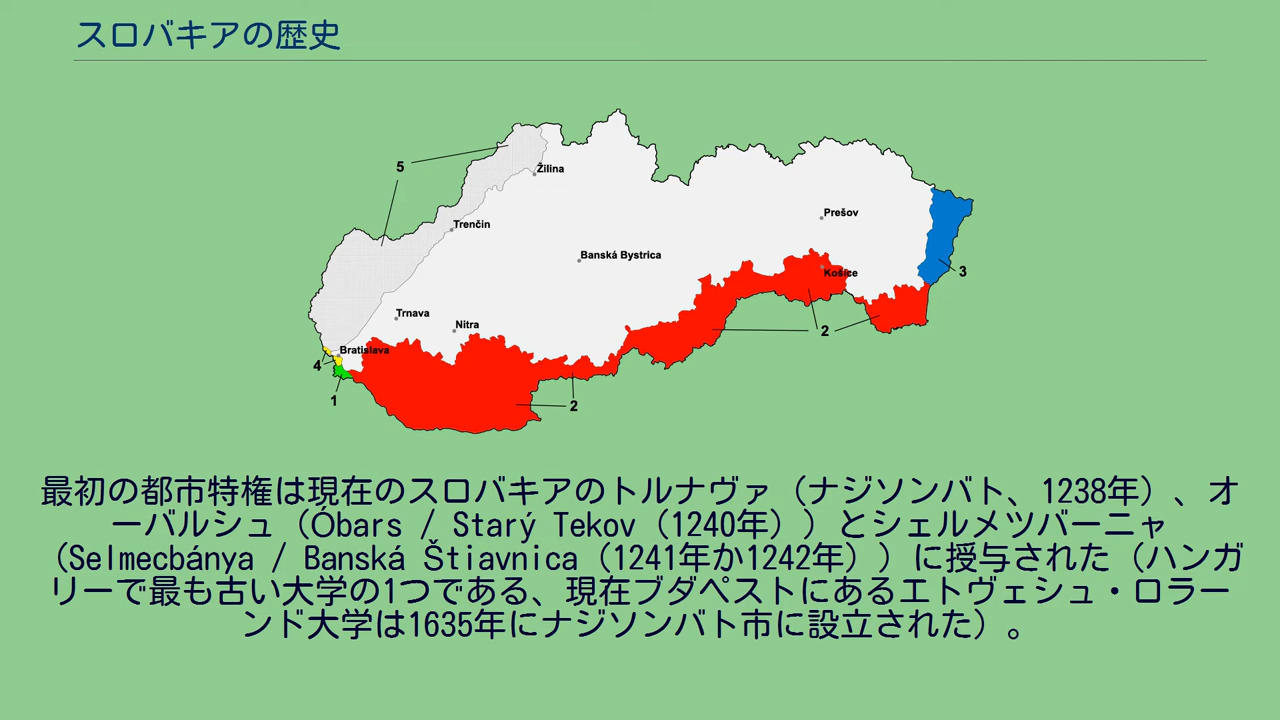 スロバキアの歴史
5
Žilina
Trenčin
Prešov
Banská Bystrica
Košice
3
Trnava
Nitra
2
Bratislava
4
1
2
最初の都市特権は現在のスロバキアのトルナヴァ（ナジソンバト、1238年）、オ
ーバルシュ（Óbars / Starý Tekov（1240年））とシェルメツバーニャ
（Selmecbánya / Banská Štiavnica（1241年か1242年））に授与された（ハンガ
リーで最も古い大学の1つである、現在ブダペストにあるエトヴェシュ・ロラー
ンド大学は1635年にナジソンバト市に設立された）。